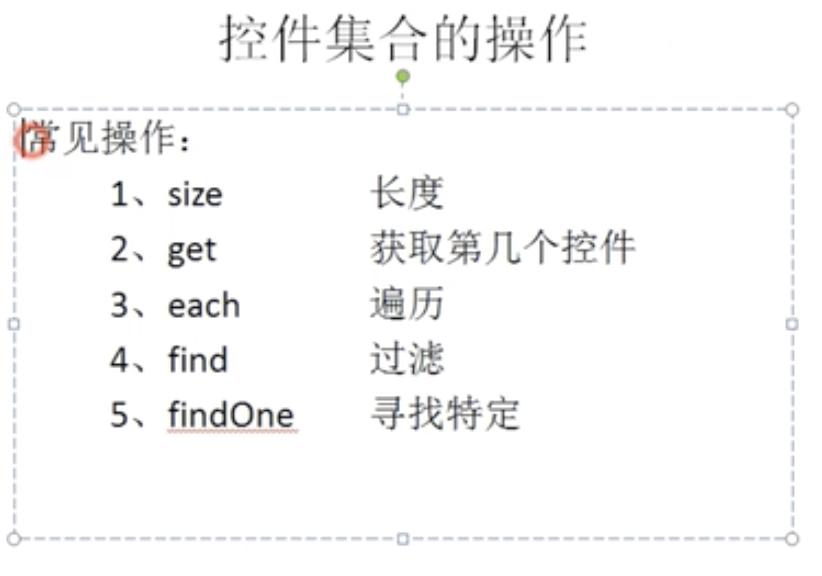 控件集合的操作
常见操作：
1、size 长度
2、get 获取第几个控件
3、each 遍历
4、find 过滤
5、findOne 寻找特定